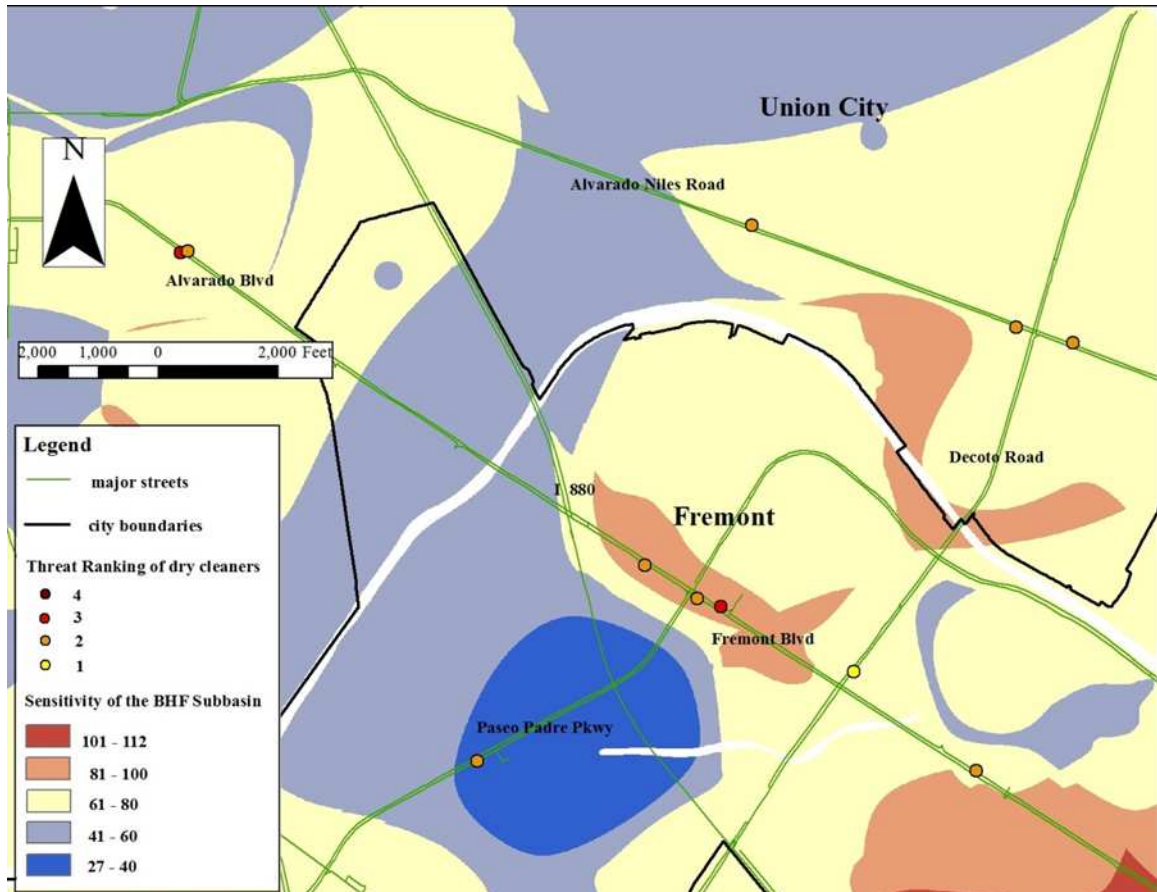 Union City
N
Alvarado Niles Road
Alvarado Blvd
2,000 1,000 0 2,000 Feet
Legend
major streets
city boundaries
Threat Ranking of dry cleaners
4
3
2
1
Sensitivity of the BHF Subbasin
101 - 112
81 - 100
61 - 80
41 - 60
27 - 40
Decoto Road
I 880
Fremont
Fremont Blvd
Paseo Padre Pkwy